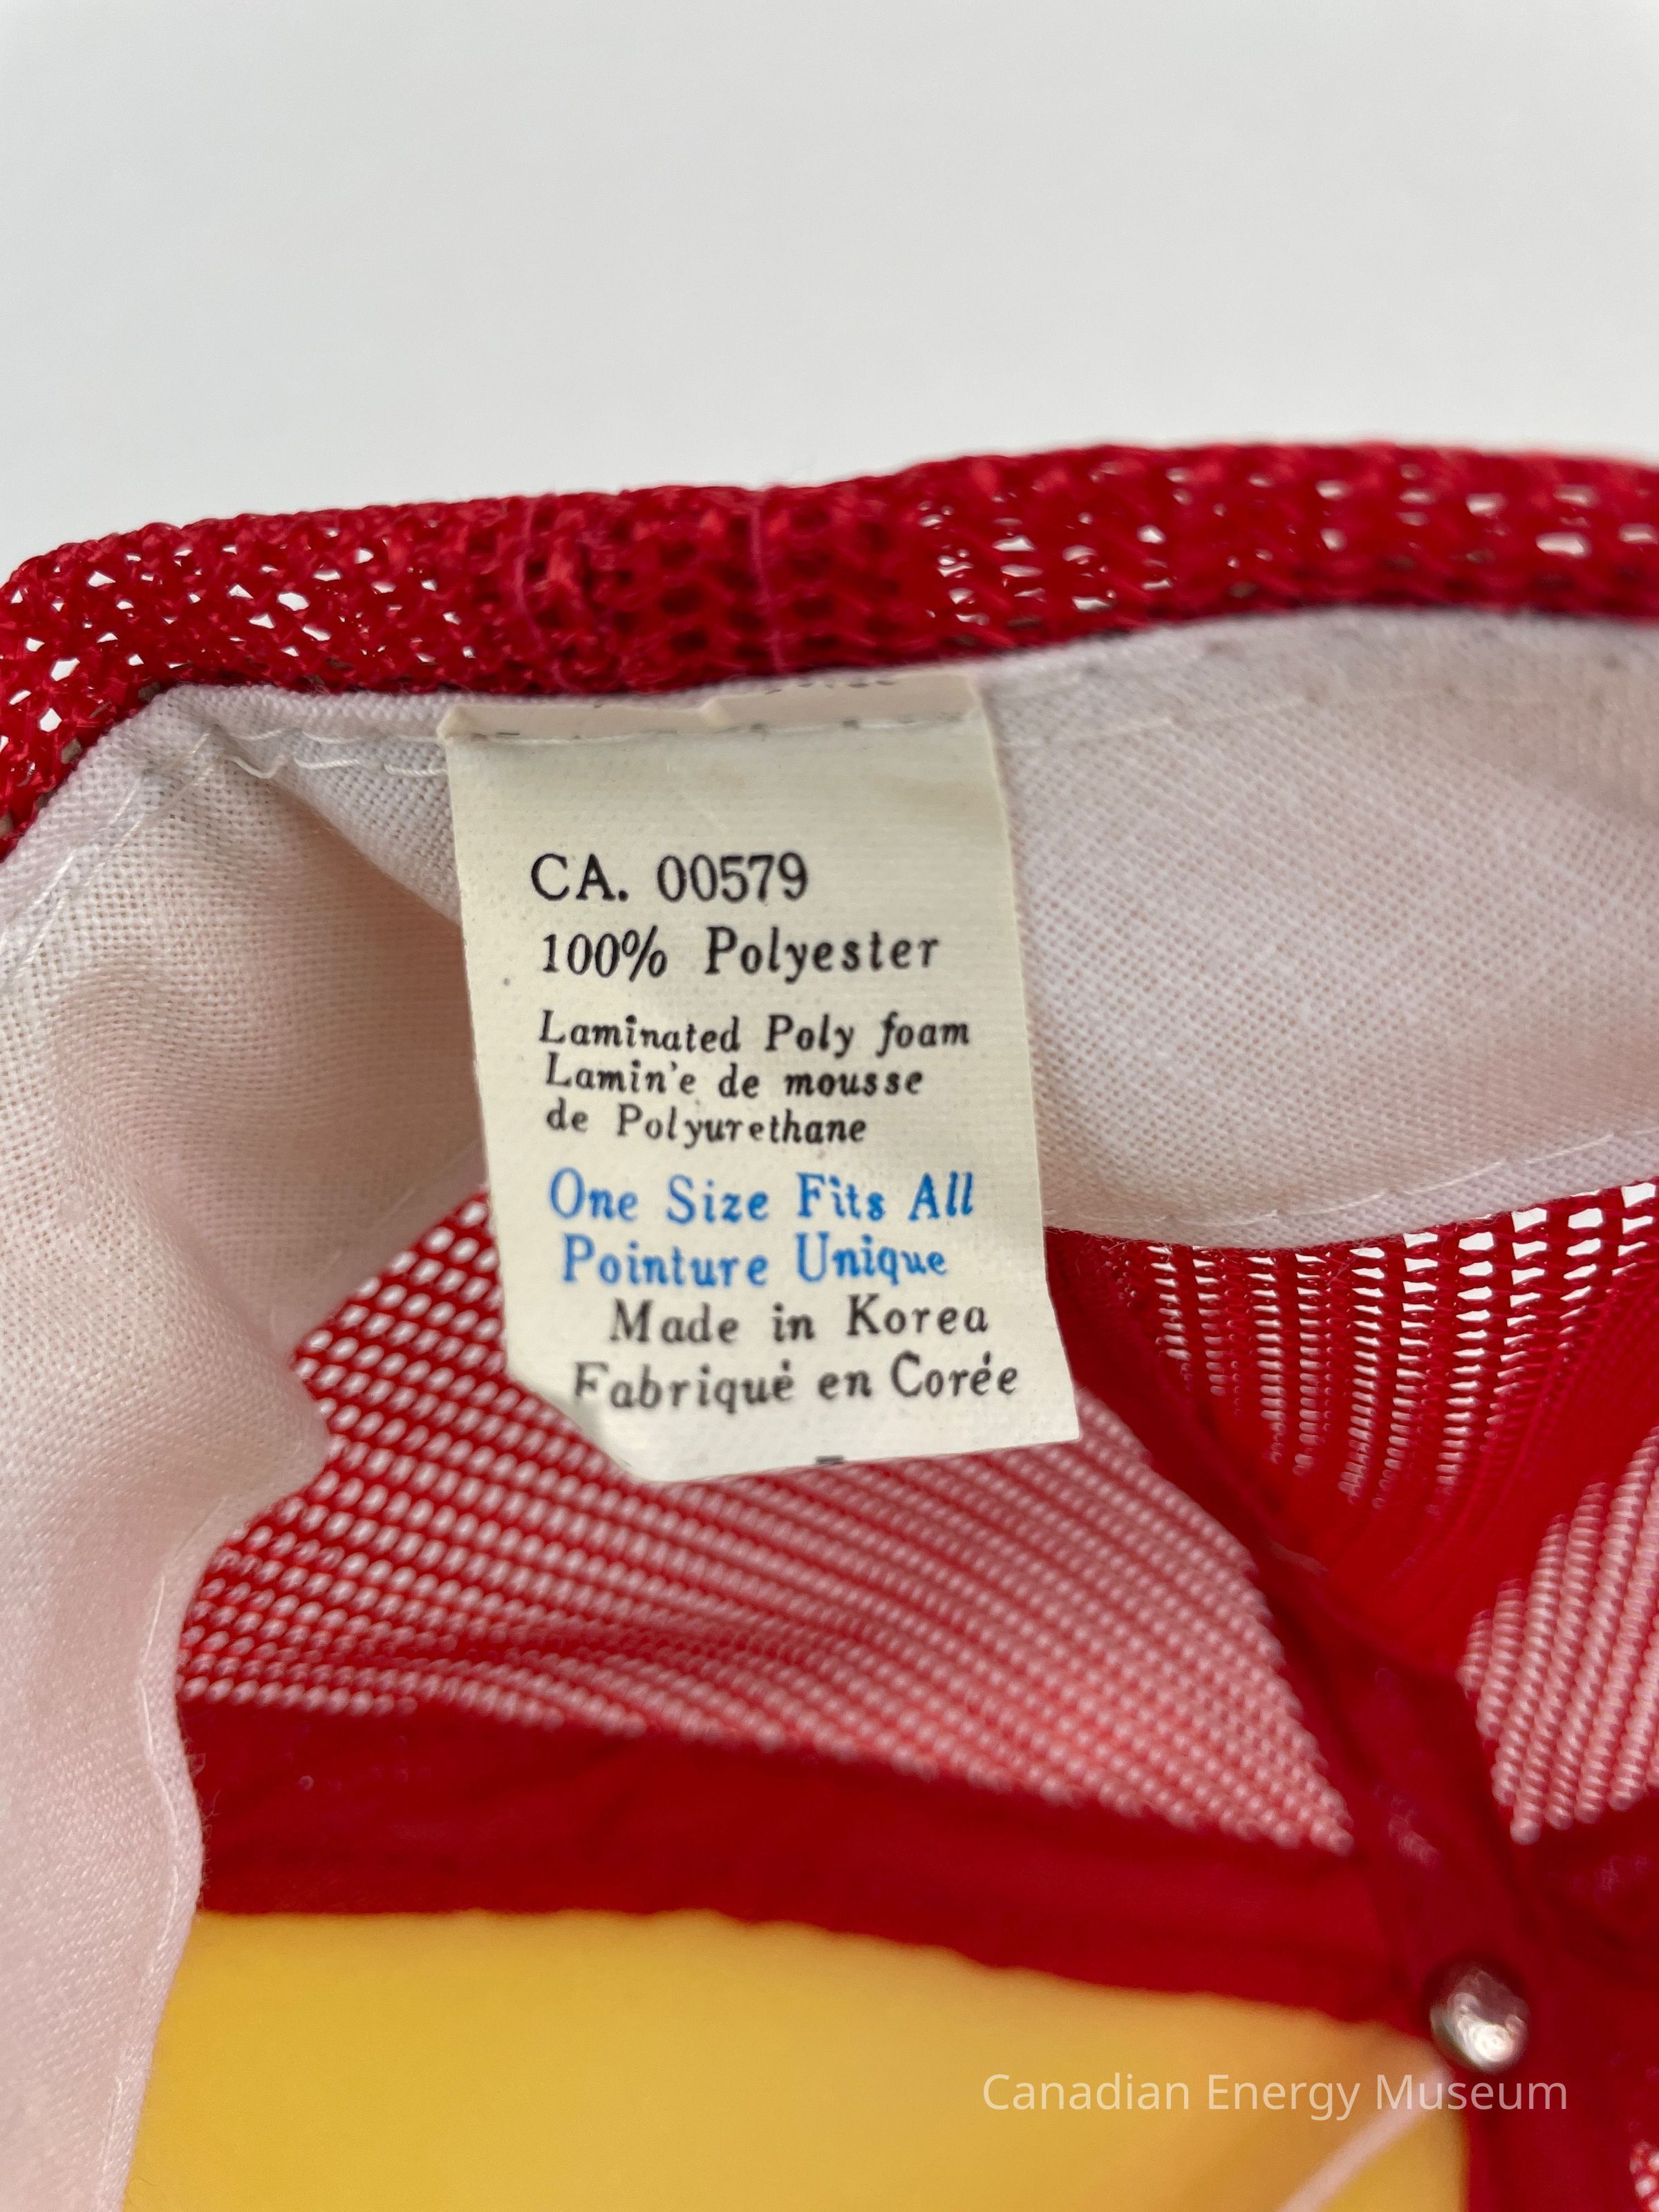 CA. 00579
100% Polyester
Laminated Poly foam
Lamin'e de mousse
de Polyurethane
One Size Fits All
Pointure Unique
Made in Korea
Fabriqué en Corée
Canadian Energy Museum